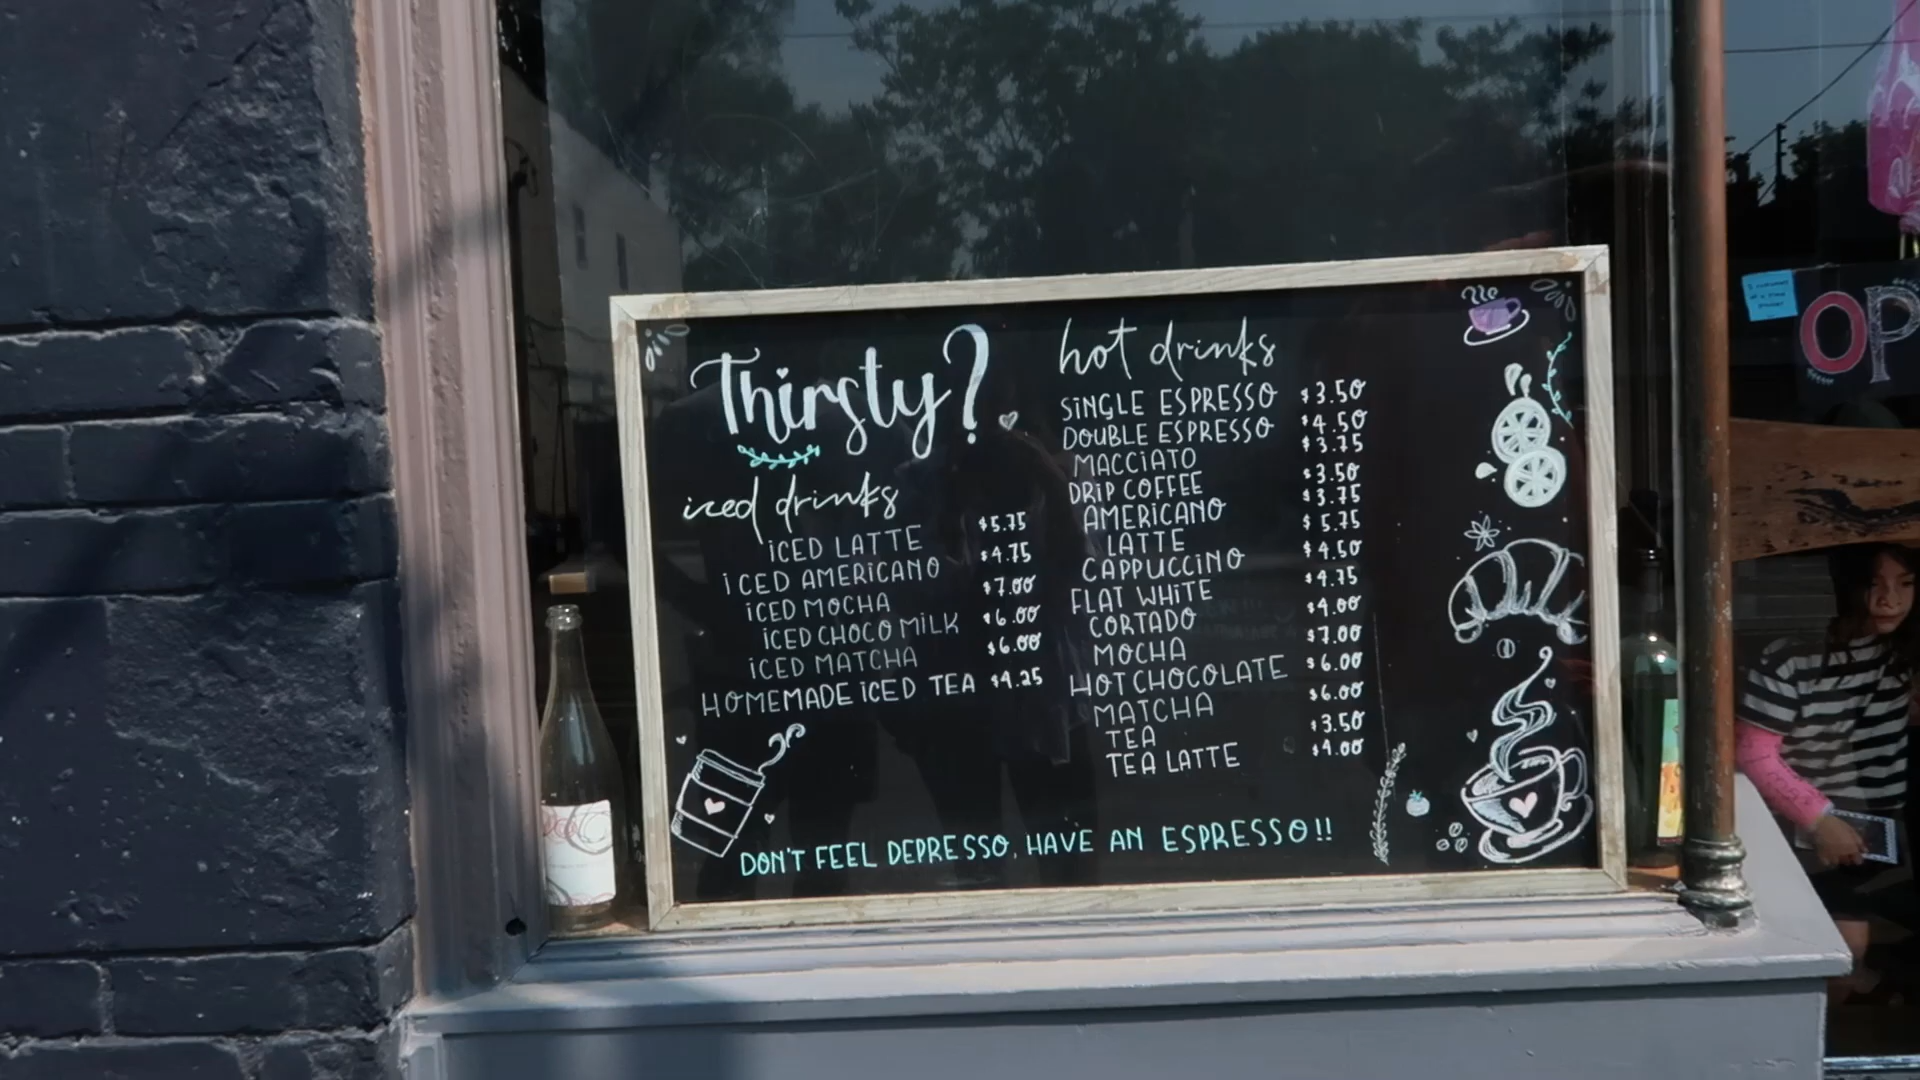 Thirsty?
iced drinks
ICED LATTE $5.75
ICED AMERICANO $4.75
ICED MOCHA $7.00
ICED CHOCO MILK $6.00
ICED MATCHA $6.00
HOMEMADE ICED TEA $4.25
hot drinks
SINGLE ESPRESSO $3.50
DOUBLE ESPRESSO $4.50
MACCIATO $3.75
DRIP COFFEE $3.50
AMERICANO $3.75
LATTE $5.75
CAPPUCCINO $4.50
FLAT WHITE $4.75
CORTADO $4.00
MOCHA $7.00
HOT CHOCOLATE $6.00
MATCHA $6.00
TEA $3.50
TEA LATTE $4.00
DON'T FEEL DEPRESSO, HAVE AN ESPRESSO!!
OP